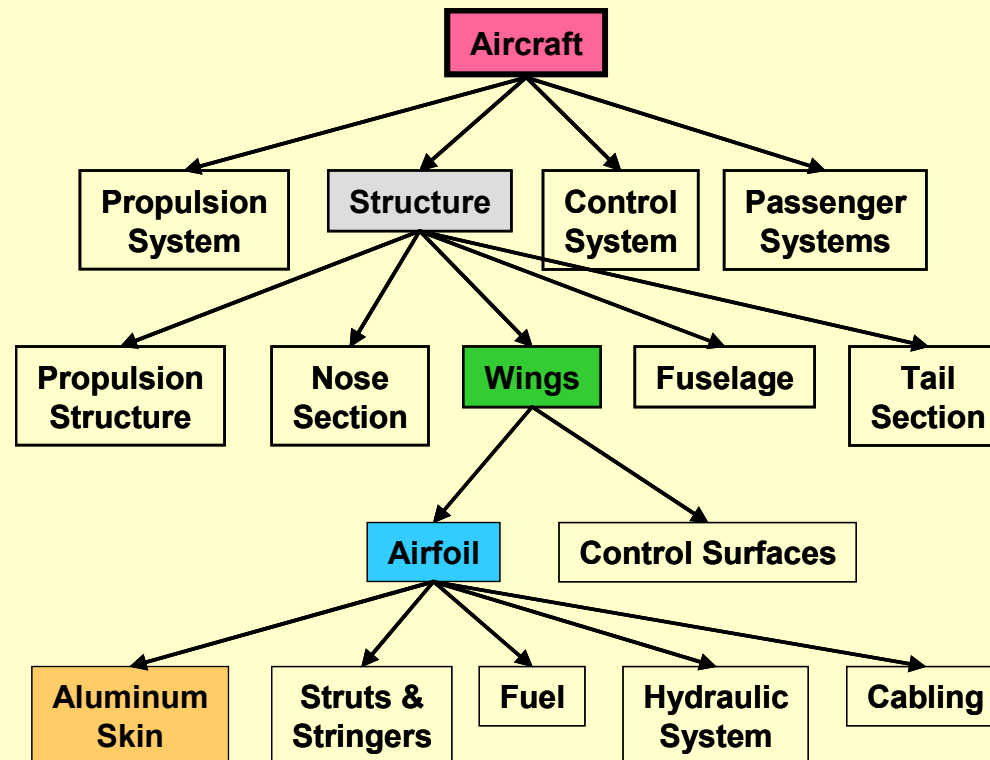 Aircraft
Propulsion
System
Structure
Control
System
Passenger
Systems
Propulsion
Structure
Nose
Section
Wings
Fuselage
Tail
Section
Airfoil
Control Surfaces
Aluminum
Skin
Struts &
Stringers
Fuel
Hydraulic
System
Cabling